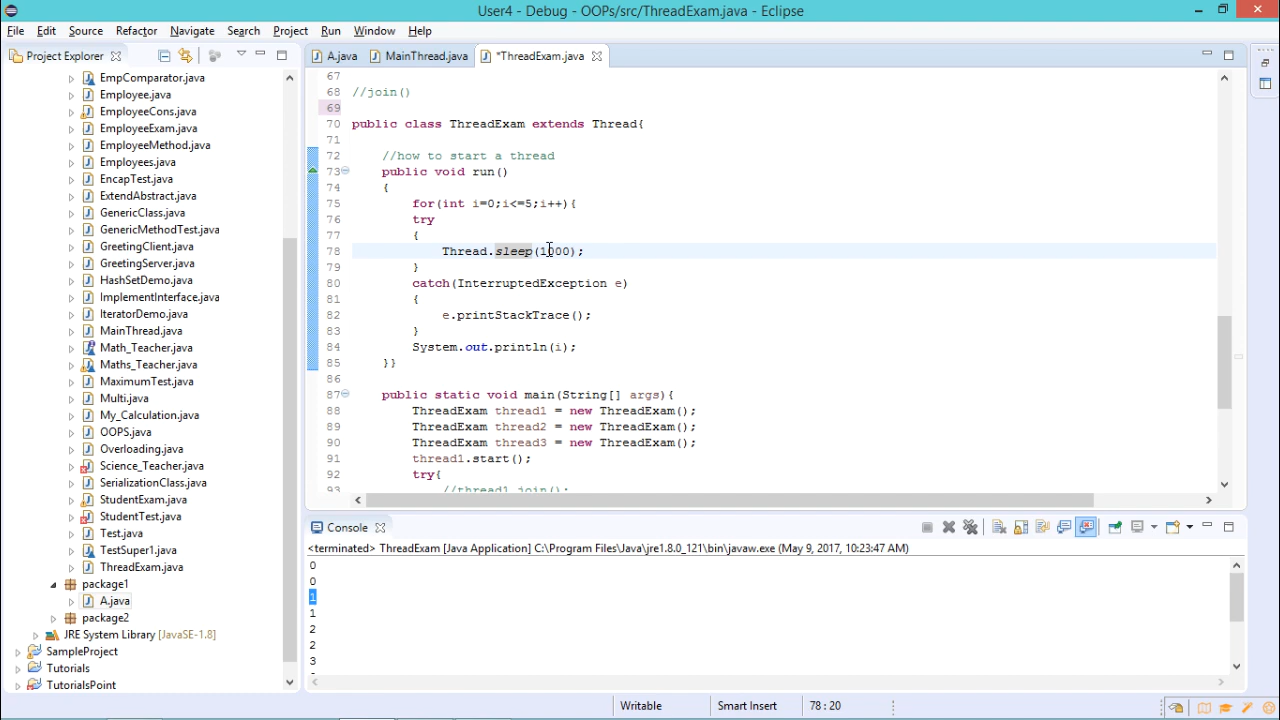 User4 - Debug - OOPs/src/ThreadExam.java - Eclipse
File Edit Source Refactor Navigate Search Project Run Window Help
Project Explorer
A.java MainThread.java *ThreadExam.java
EmpComparator.java
Employee.java
EmployeeCons.java
EmployeeExam.java
EmployeeMethod.java
Employees.java
EncapTest.java
ExtendAbstract.java
GenericClass.java
GenericMethodTest.java
GreetingClient.java
GreetingServer.java
HashSetDemo.java
ImplementInterface.java
IteratorDemo.java
MainThread.java
Math_Teacher.java
Maths_Teacher.java
MaximumTest.java
Multi.java
My_Calculation.java
OOPS.java
Overloading.java
Science_Teacher.java
SerializationClass.java
StudentExam.java
StudentTest.java
Test.java
TestSuper1.java
ThreadExam.java
package1
A.java
package2
JRE System Library [JavaSE-1.8]
SampleProject
Tutorials
TutorialsPoint
67
68 //join()
69
70 public class ThreadExam extends Thread{
71
72 //how to start a thread
73 public void run()
74 {
75 for(int i=0;i<=5;i++){
76 try
77 {
78 Thread.sleep(1000);
79 }
80 catch(InterruptedException e)
81 {
82 e.printStackTrace();
83 }
84 System.out.println(i);
85 }}
86
87 public static void main(String[] args){
88 ThreadExam thread1 = new ThreadExam();
89 ThreadExam thread2 = new ThreadExam();
90 ThreadExam thread3 = new ThreadExam();
91 thread1.start();
92 try{
93 //thread1.join();
Console
<terminated> ThreadExam [Java Application] C:\Program Files\Java\jre1.8.0_121\bin\javaw.exe (May 9, 2017, 10:23:47 AM)
0
0
1
1
2
2
3
Writable Smart Insert 78 : 20